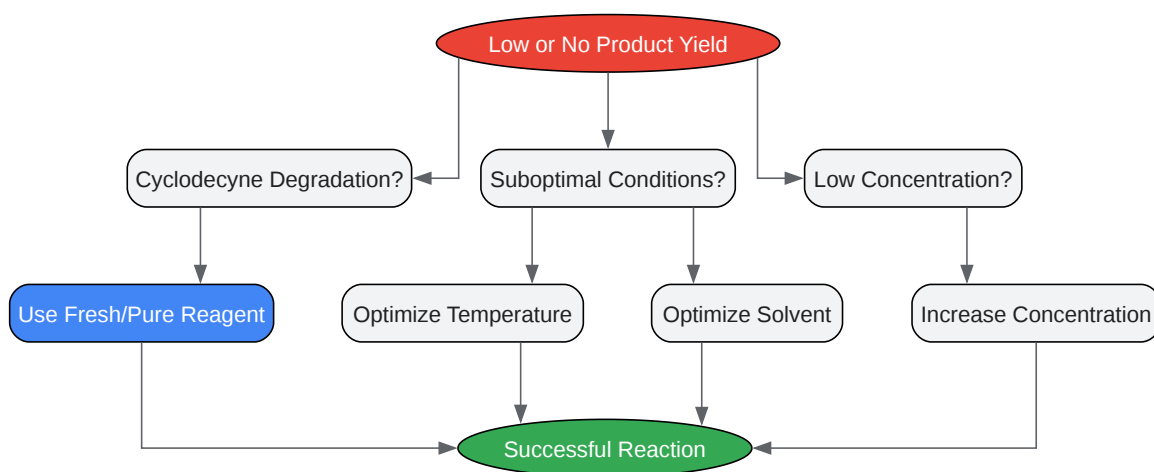 Low or No Product Yield
Cyclodecyne Degradation?
Suboptimal Conditions?
Low Concentration?
Use Fresh/Pure Reagent
Optimize Temperature
Optimize Solvent
Increase Concentration
Successful Reaction